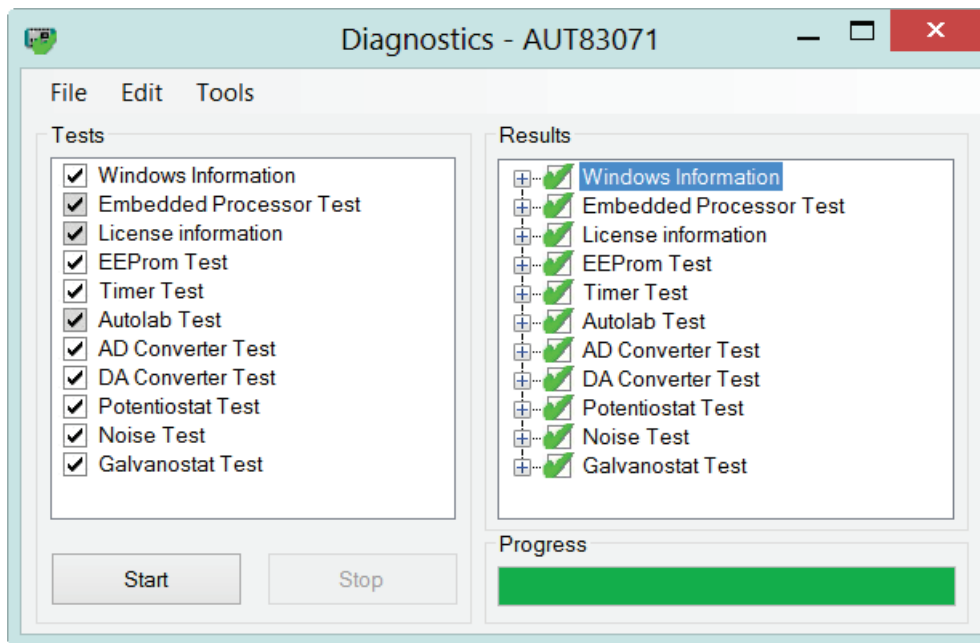 Diagnostics - AUT83071
File Edit Tools
Tests
Windows Information
Embedded Processor Test
License information
EEProm Test
Timer Test
Autolab Test
AD Converter Test
DA Converter Test
Potentiostat Test
Noise Test
Galvanostat Test
Start
Stop
Results
Windows Information
Embedded Processor Test
License information
EEProm Test
Timer Test
Autolab Test
AD Converter Test
DA Converter Test
Potentiostat Test
Noise Test
Galvanostat Test
Progress